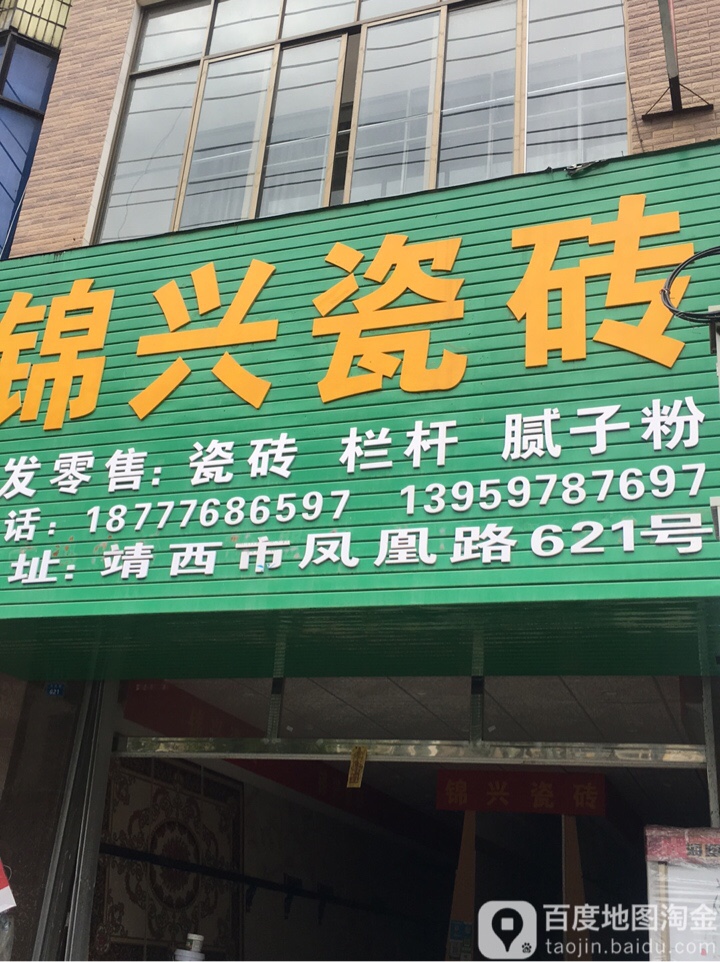 锦兴瓷砖
发零售: 瓷砖 栏杆 腻子粉
话: 18777686597 13959787697
址: 靖西市凤凰路621号
621
锦兴瓷砖
百度地图淘金
taojin.baidu.com